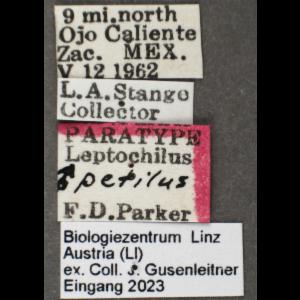 9 mi.north
Ojo Caliente
Zac. MEX.
V 12 1962
L.A.Stange
Collector
PARATYPE
Leptochilus
♂ petilus
F.D.Parker
Biologiezentrum Linz
Austria (LI)
ex. Coll. J. Gusenleitner
Eingang 2023